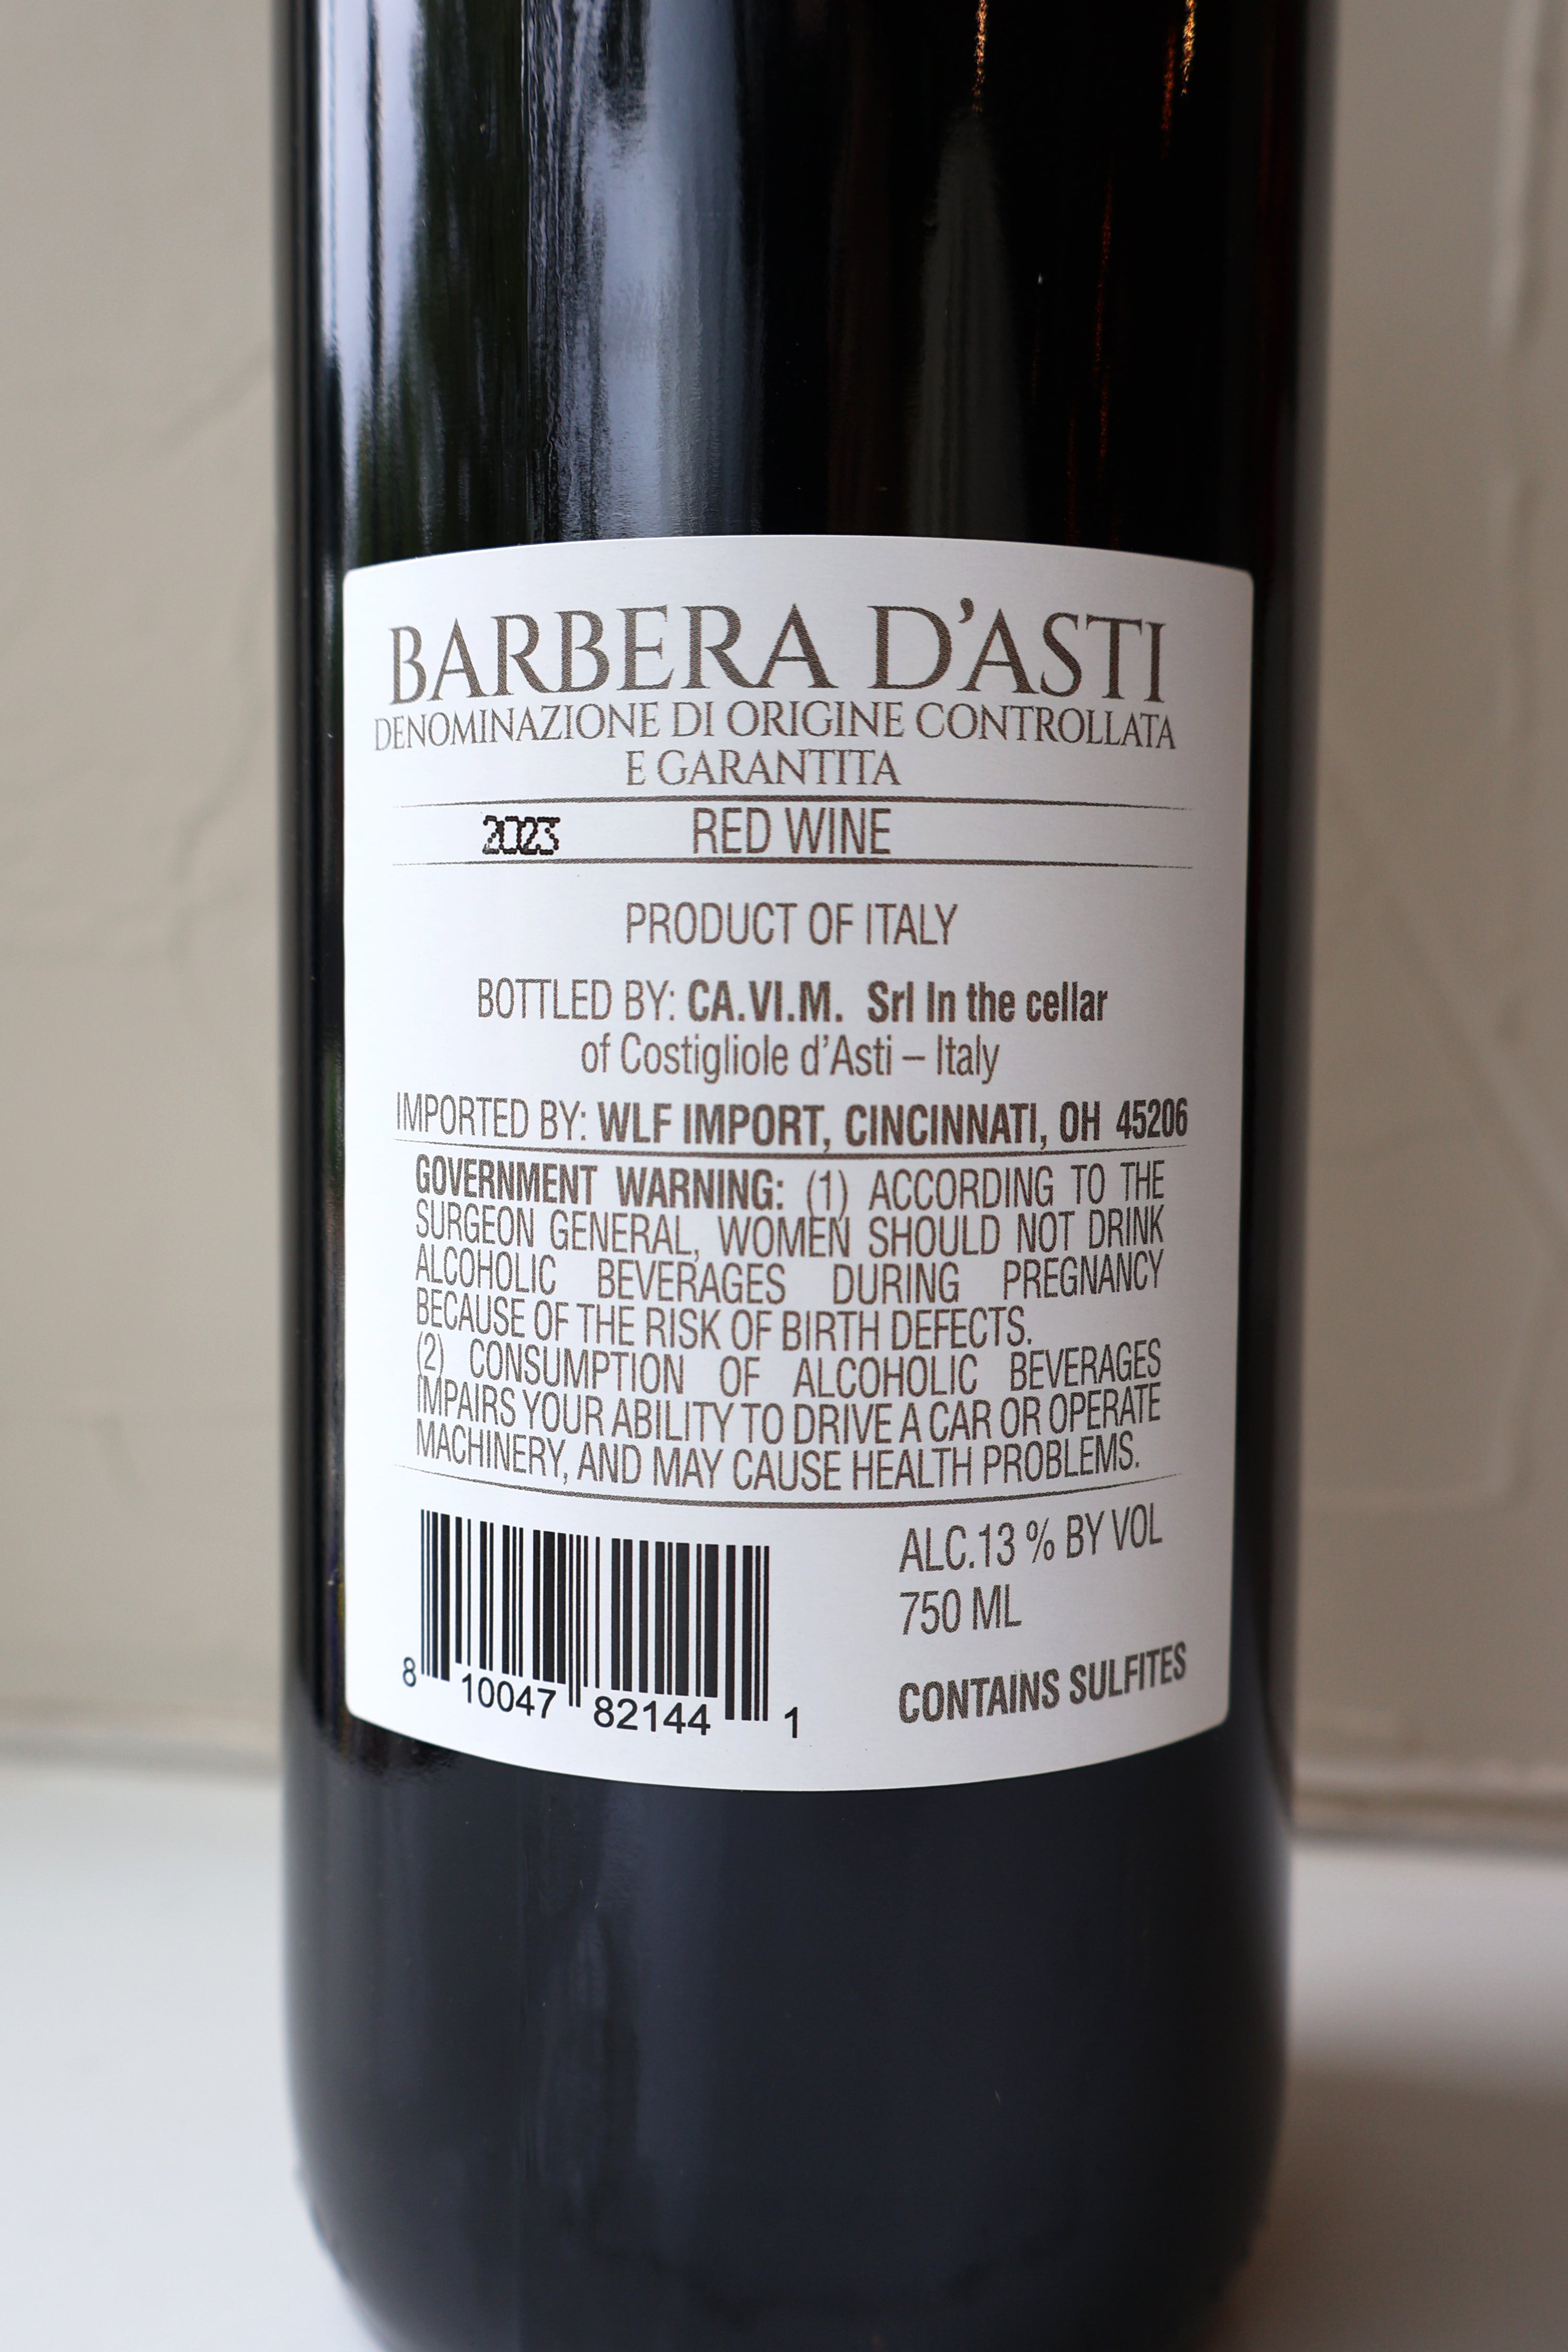 BARBERA D'ASTI
DENOMINAZIONE DI ORIGINE CONTROLLATA
E GARANTITA
2023 RED WINE
PRODUCT OF ITALY
BOTTLED BY: CA.VI.M. Srl In the cellar
of Costigliole d'Asti – Italy
IMPORTED BY: WLF IMPORT, CINCINNATI, OH 45206
GOVERNMENT WARNING: (1) ACCORDING TO THE
SURGEON GENERAL, WOMEN SHOULD NOT DRINK
ALCOHOLIC BEVERAGES DURING PREGNANCY
BECAUSE OF THE RISK OF BIRTH DEFECTS.
(2) CONSUMPTION OF ALCOHOLIC BEVERAGES
IMPAIRS YOUR ABILITY TO DRIVE A CAR OR OPERATE
MACHINERY, AND MAY CAUSE HEALTH PROBLEMS.
ALC.13 % BY VOL
750 ML
CONTAINS SULFITES
8 10047 82144 1